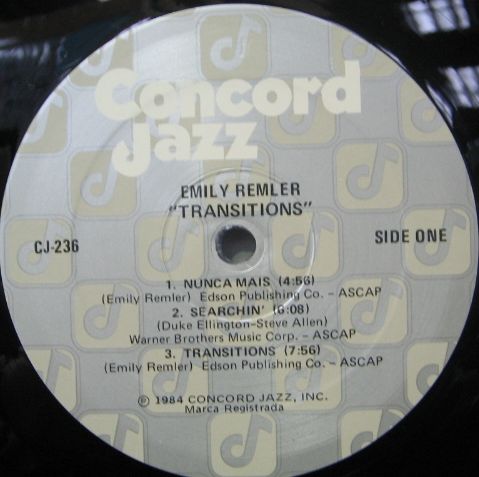 Concord
Jazz
EMILY REMLER
"TRANSITIONS"
CJ-236
SIDE ONE
1. NUNCA MAIS (4:56)
(Emily Remler) Edson Publishing Co. – ASCAP
2. SEARCHIN' (6:08)
(Duke Ellington-Steve Allen)
Warner Brothers Music Corp. – ASCAP
3. TRANSITIONS (7:56)
(Emily Remler) Edson Publishing Co. – ASCAP
℗ 1984 CONCORD JAZZ, INC.
Marca Registrada